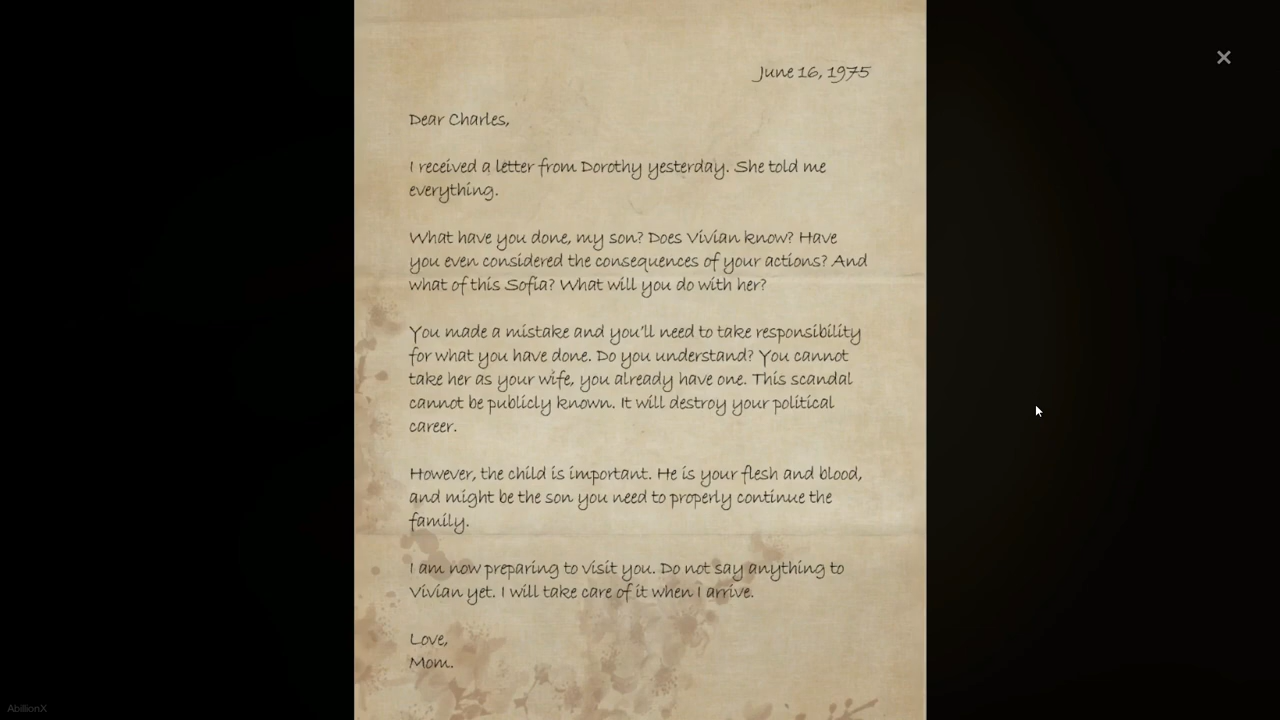 June 16, 1975
Dear Charles,
I received a letter from Dorothy yesterday. She told me
everything.
What have you done, my son? Does Vivian know? Have
you even considered the consequences of your actions? And
what of this Sofia? What will you do with her?
You made a mistake and you'll need to take responsibility
for what you have done. Do you understand? You cannot
take her as your wife, you already have one. This scandal
cannot be publicly known. It will destroy your political
career.
However, the child is important. He is your flesh and blood,
and might be the son you need to properly continue the
family.
I am now preparing to visit you. Do not say anything to
Vivian yet. I will take care of it when I arrive.
Love,
Mom.
AbillionX